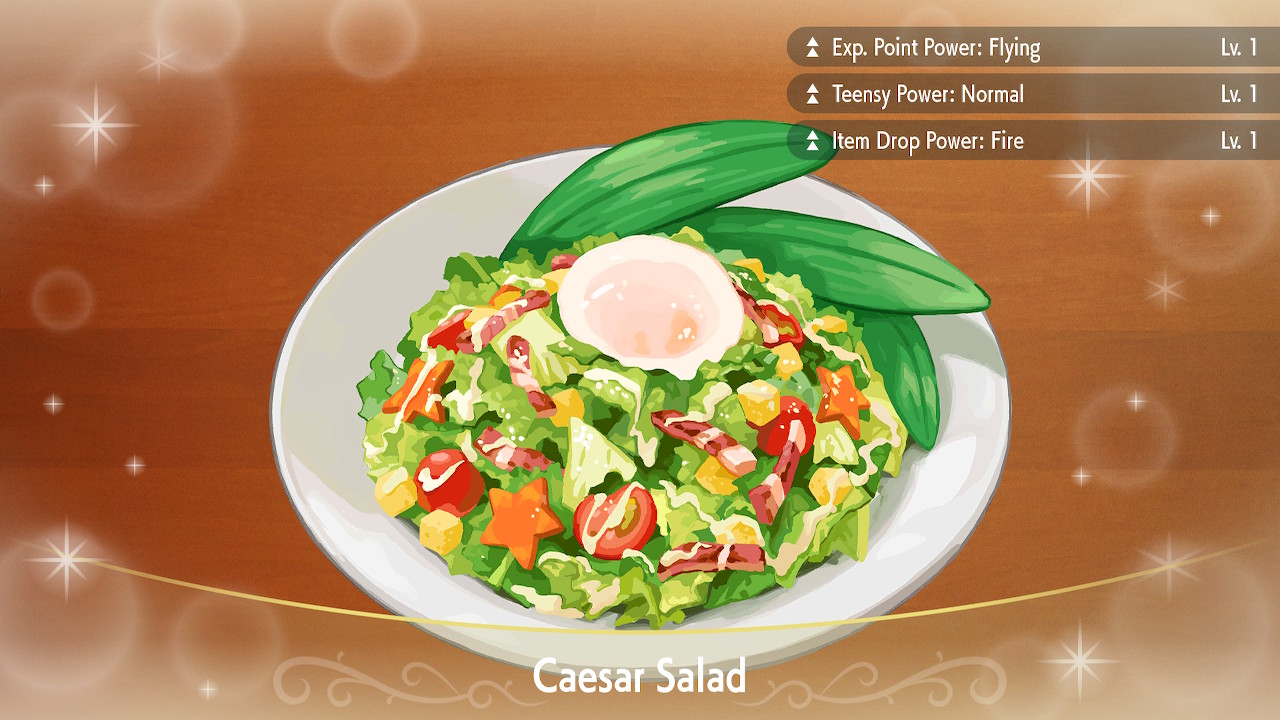 Exp. Point Power: Flying Lv. 1
Teensy Power: Normal Lv. 1
Item Drop Power: Fire Lv. 1
Caesar Salad